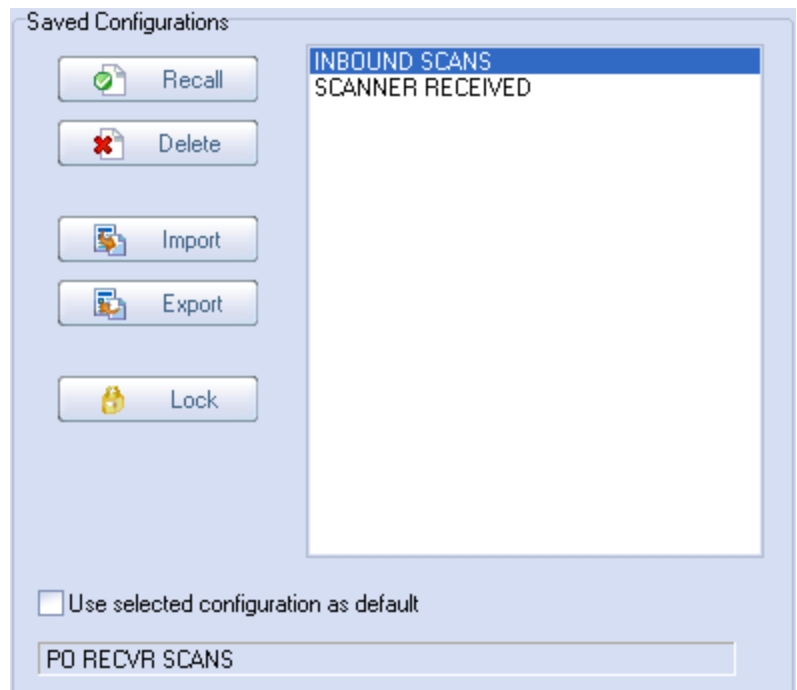 Saved Configurations
Recall
Delete
Import
Export
Lock
INBOUND SCANS
SCANNER RECEIVED
Use selected configuration as default
PO RECVR SCANS